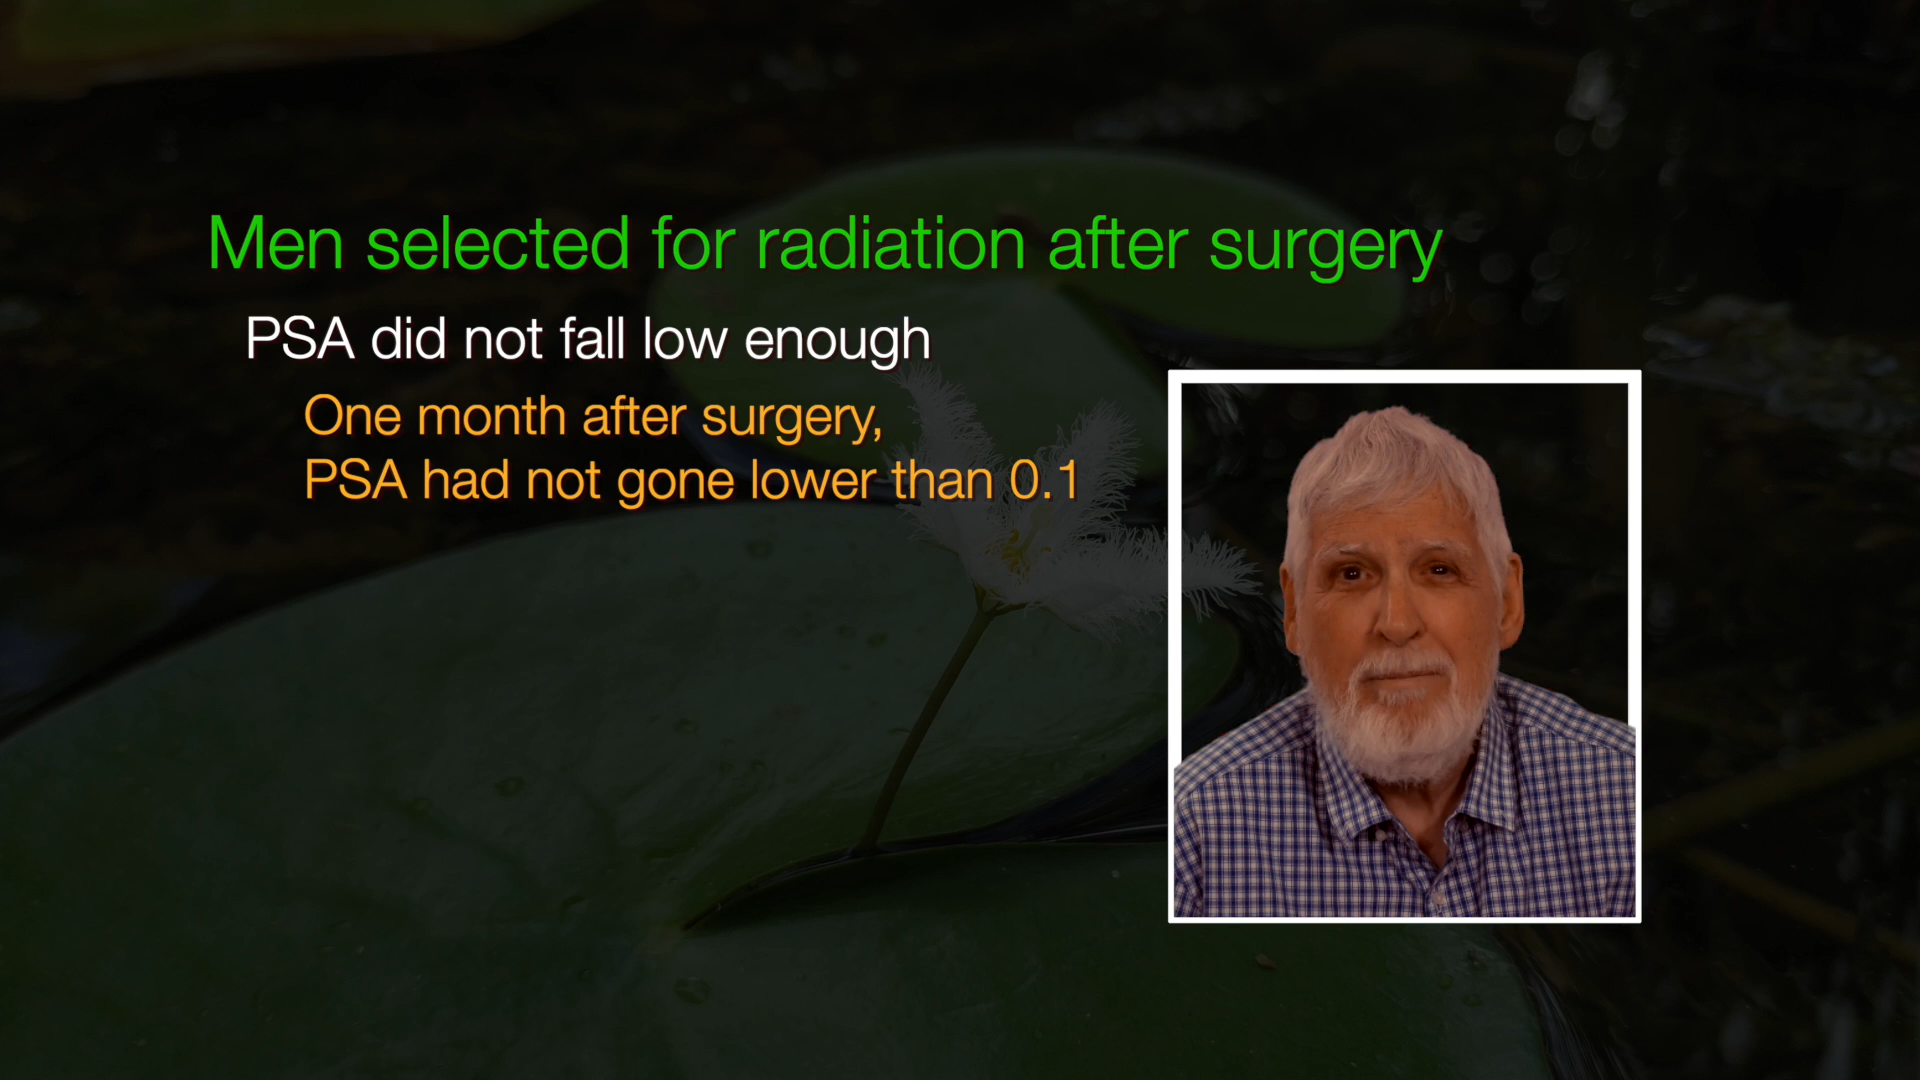 Men selected for radiation after surgery
PSA did not fall low enough
One month after surgery,
PSA had not gone lower than 0.1